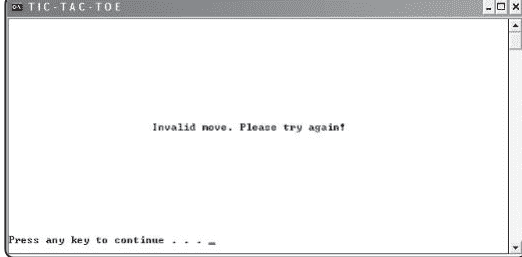 TIC-TAC-TOE
Invalid move. Please try again!
Press any key to continue . . . _